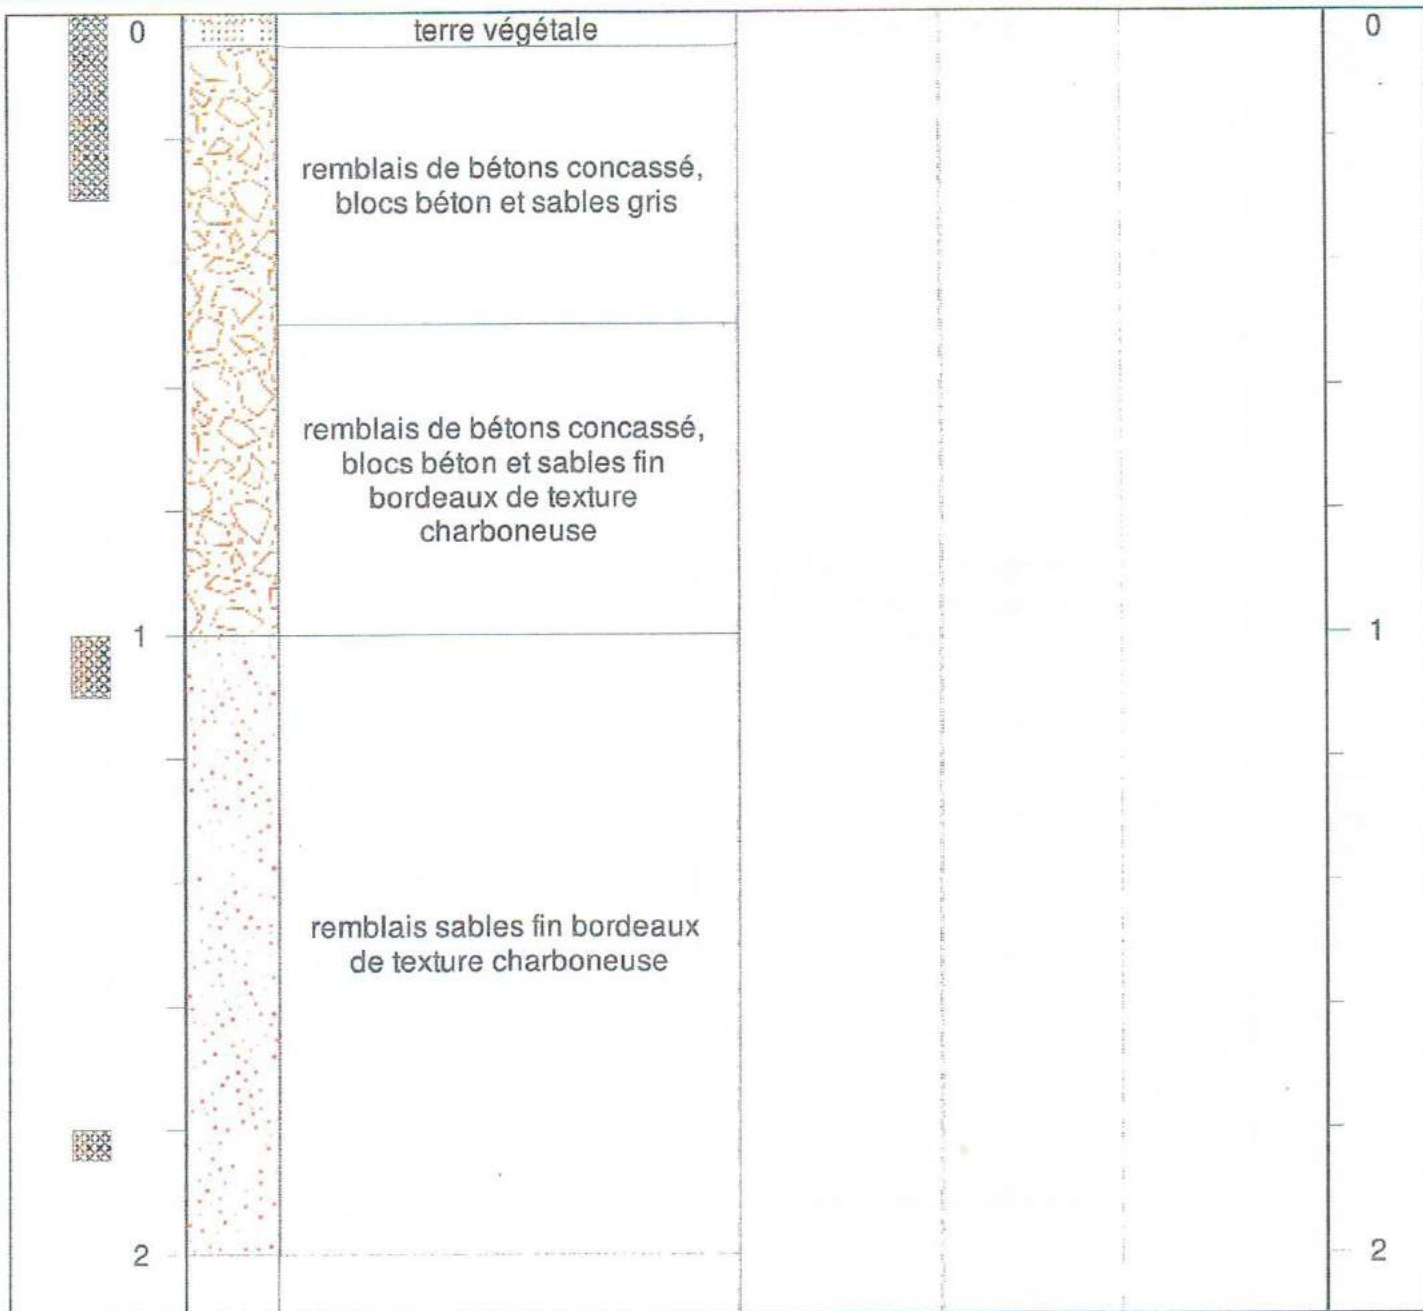 0
terre végétale
0
remblais de bétons concassé,
blocs béton et sables gris
remblais de bétons concassé,
blocs béton et sables fin
bordeaux de texture
charboneuse
1
1
remblais sables fin bordeaux
de texture charboneuse
2
2